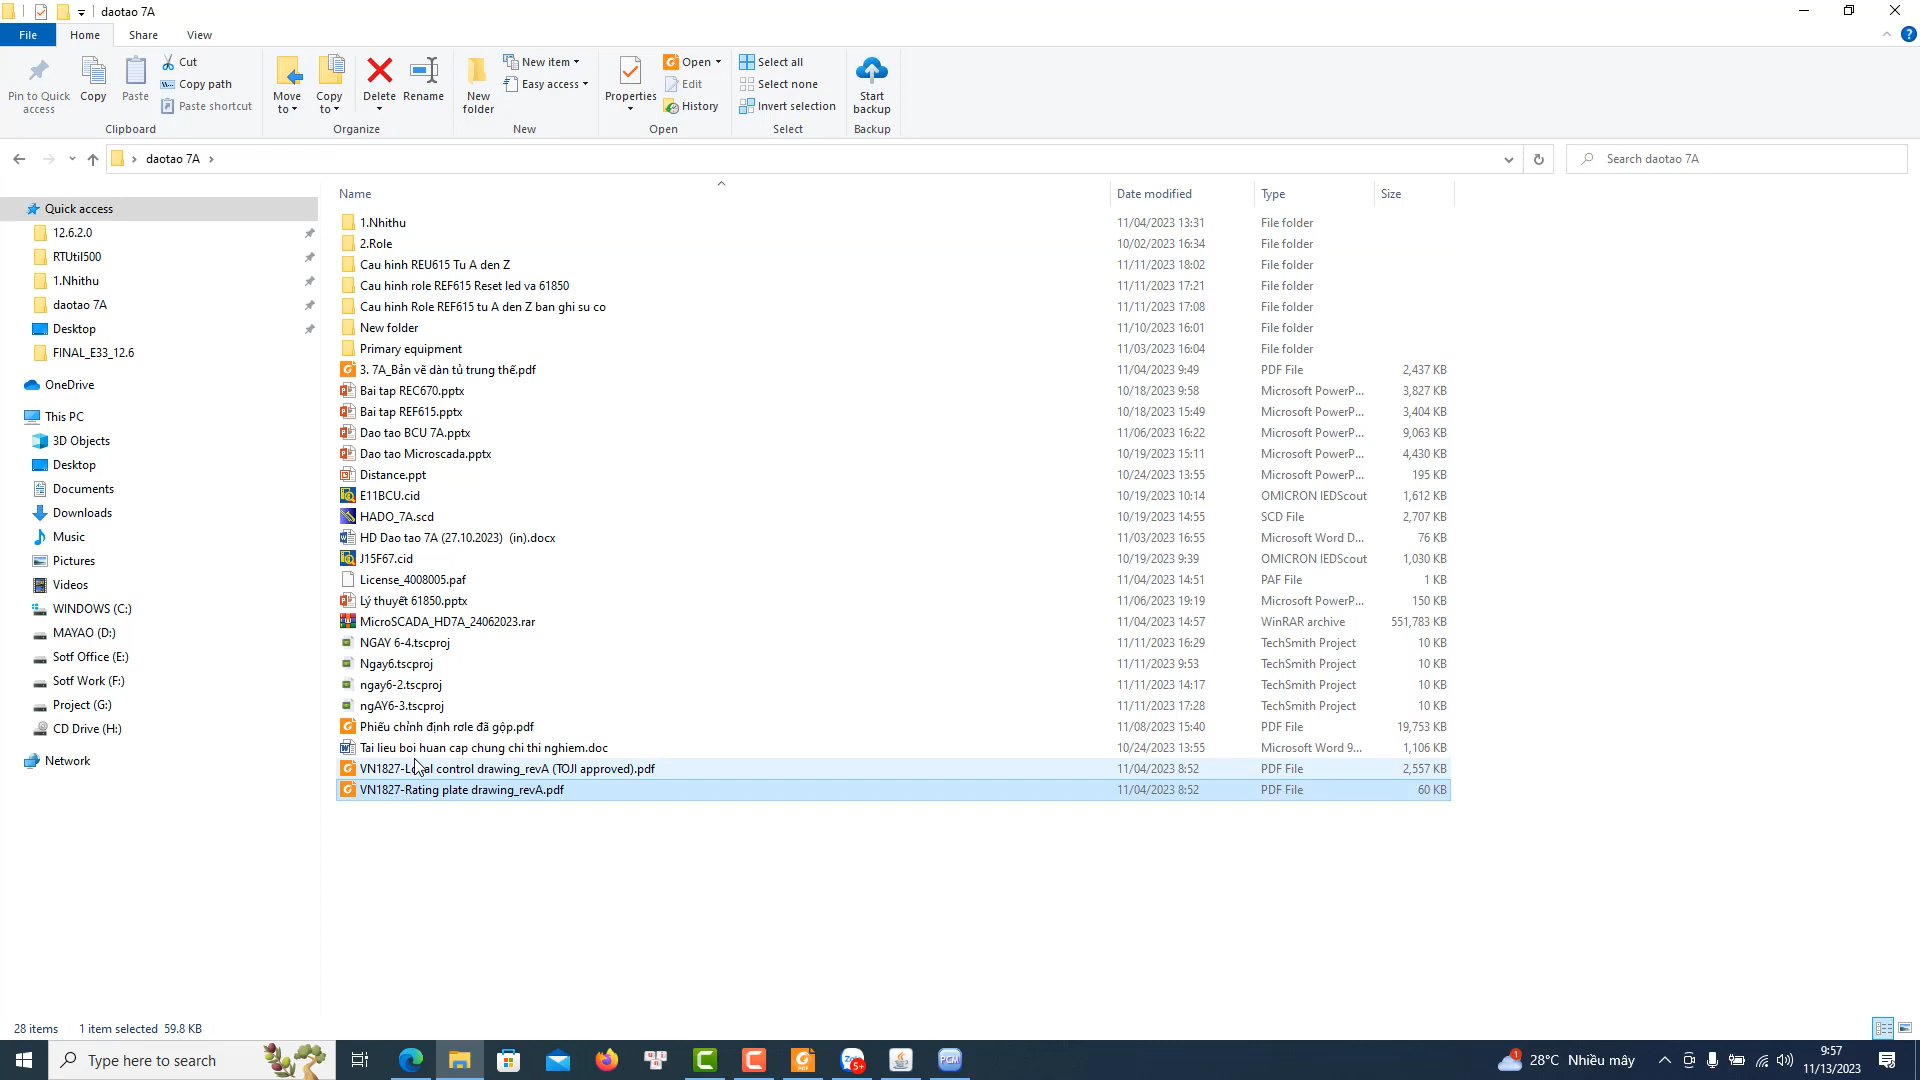 daotao 7A
File Home Share View
Pin to Quick access
Copy
Paste
Cut
Copy path
Paste shortcut
Clipboard
Move to
Copy to
Delete
Rename
Organize
New folder
New item
Easy access
New
Properties
Open
Edit
History
Open
Select all
Select none
Invert selection
Select
Start backup
Backup
daotao 7A
Search daotao 7A
Quick access
12.6.2.0
RTUtil500
1.Nhithu
daotao 7A
Desktop
FINAL_E33_12.6
OneDrive
This PC
3D Objects
Desktop
Documents
Downloads
Music
Pictures
Videos
WINDOWS (C:)
MAYAO (D:)
Sotf Office (E:)
Sotf Work (F:)
Project (G:)
CD Drive (H:)
Network
Name Date modified Type Size
1.Nhithu 11/04/2023 13:31 File folder
2.Role 10/02/2023 16:34 File folder
Cau hinh REU615 Tu A den Z 11/11/2023 18:02 File folder
Cau hinh role REF615 Reset led va 61850 11/11/2023 17:21 File folder
Cau hinh Role REF615 tu A den Z ban ghi su co 11/11/2023 17:08 File folder
New folder 11/10/2023 16:01 File folder
Primary equipment 11/03/2023 16:04 File folder
3. 7A_Bản vẽ dàn tủ trung thế.pdf 11/04/2023 9:49 PDF File 2,437 KB
Bai tap REC670.pptx 10/18/2023 9:58 Microsoft PowerP... 3,827 KB
Bai tap REF615.pptx 10/18/2023 15:49 Microsoft PowerP... 3,404 KB
Dao tao BCU 7A.pptx 11/06/2023 16:22 Microsoft PowerP... 9,063 KB
Dao tao Microscada.pptx 10/19/2023 15:11 Microsoft PowerP... 4,430 KB
Distance.ppt 10/24/2023 13:55 Microsoft PowerP... 195 KB
E11BCU.cid 10/19/2023 10:14 OMICRON IEDScout 1,612 KB
HADO_7A.scd 10/19/2023 14:55 SCD File 2,707 KB
HD Dao tao 7A (27.10.2023) (in).docx 11/03/2023 16:55 Microsoft Word D... 76 KB
J15F67.cid 10/19/2023 9:39 OMICRON IEDScout 1,030 KB
License_4008005.paf 11/04/2023 14:51 PAF File 1 KB
Lý thuyết 61850.pptx 11/06/2023 19:19 Microsoft PowerP... 150 KB
MicroSCADA_HD7A_24062023.rar 11/04/2023 14:57 WinRAR archive 551,783 KB
NGAY 6-4.tscproj 11/11/2023 16:29 TechSmith Project 10 KB
Ngay6.tscproj 11/11/2023 9:53 TechSmith Project 10 KB
ngay6-2.tscproj 11/11/2023 14:17 TechSmith Project 10 KB
ngAY6-3.tscproj 11/11/2023 17:28 TechSmith Project 10 KB
Phiếu chỉnh định rơle đã gộp.pdf 11/08/2023 15:40 PDF File 19,753 KB
Tai lieu boi huan cap chung chi thi nghiem.doc 10/24/2023 13:55 Microsoft Word 9... 1,106 KB
VN1827-Local control drawing_revA (TOJI approved).pdf 11/04/2023 8:52 PDF File 2,557 KB
VN1827-Rating plate drawing_revA.pdf 11/04/2023 8:52 PDF File 60 KB
28 items 1 item selected 59.8 KB
Type here to search
28°C Nhiều mây
9:57
11/13/2023